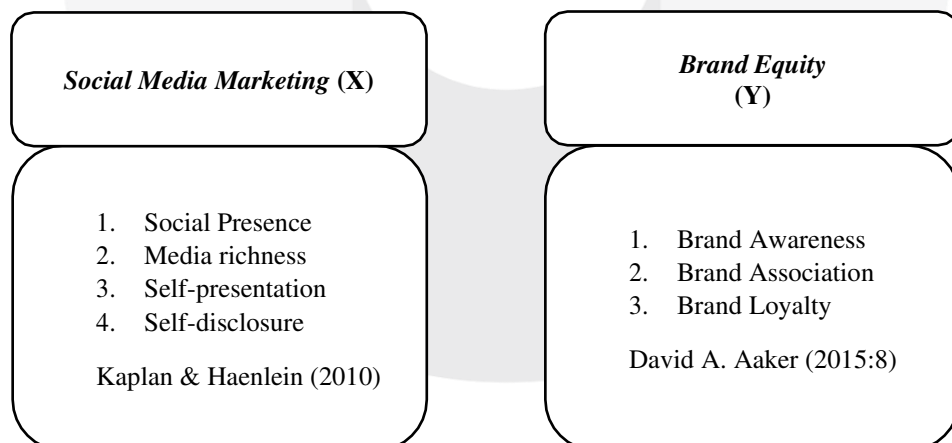 Social Media Marketing (X)
1. Social Presence
2. Media richness
3. Self-presentation
4. Self-disclosure
Kaplan & Haenlein (2010)
Brand Equity
(Y)
1. Brand Awareness
2. Brand Association
3. Brand Loyalty
David A. Aaker (2015:8)